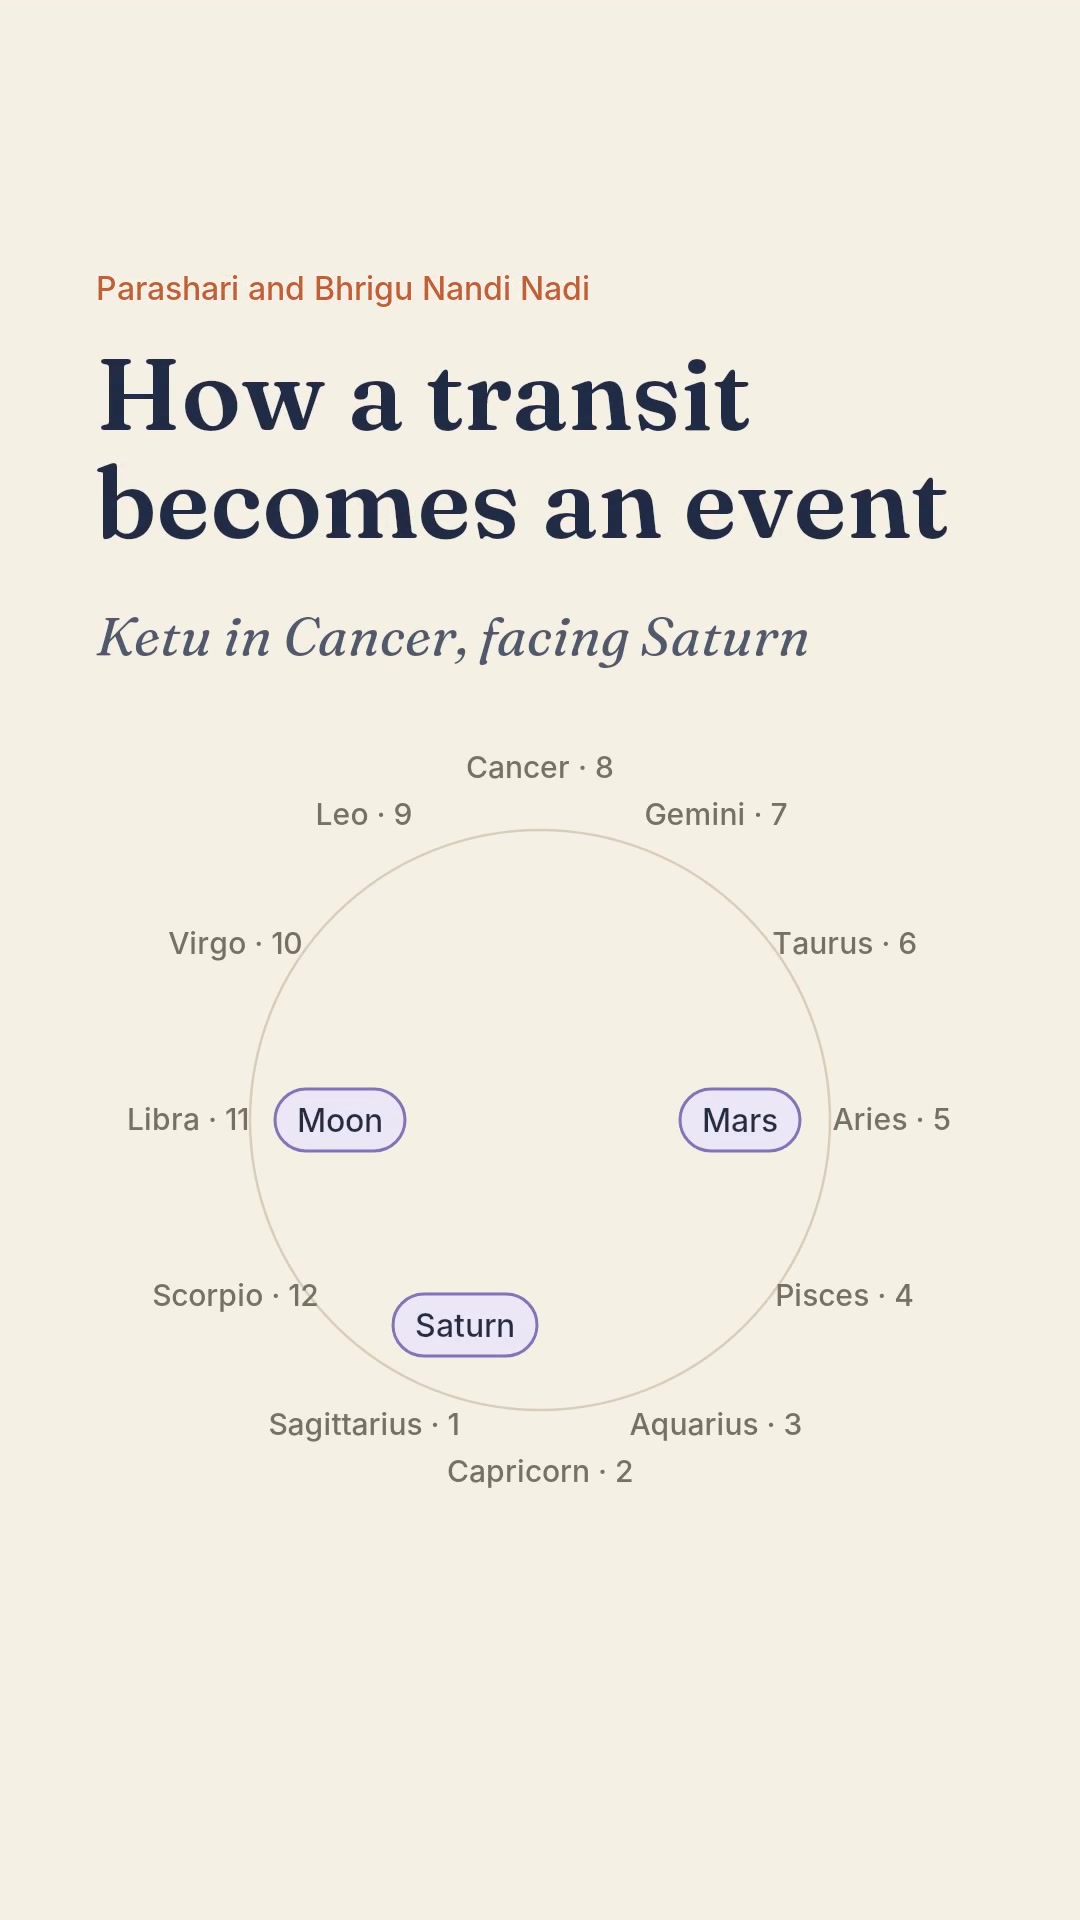 Parashari and Bhrigu Nandi Nadi
How a transit
becomes an event
Ketu in Cancer, facing Saturn
Cancer · 8
Leo · 9
Gemini · 7
Virgo · 10
Taurus · 6
Libra · 11
Moon
Mars
Aries · 5
Scorpio · 12
Pisces · 4
Saturn
Sagittarius · 1
Aquarius · 3
Capricorn · 2